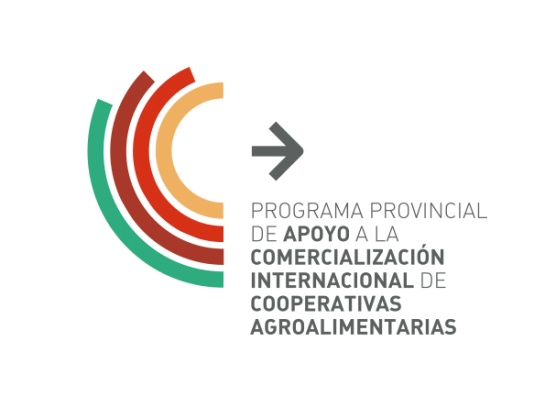 PROGRAMA PROVINCIAL
DE APOYO A LA
COMERCIALIZACIÓN
INTERNACIONAL DE
COOPERATIVAS
AGROALIMENTARIAS